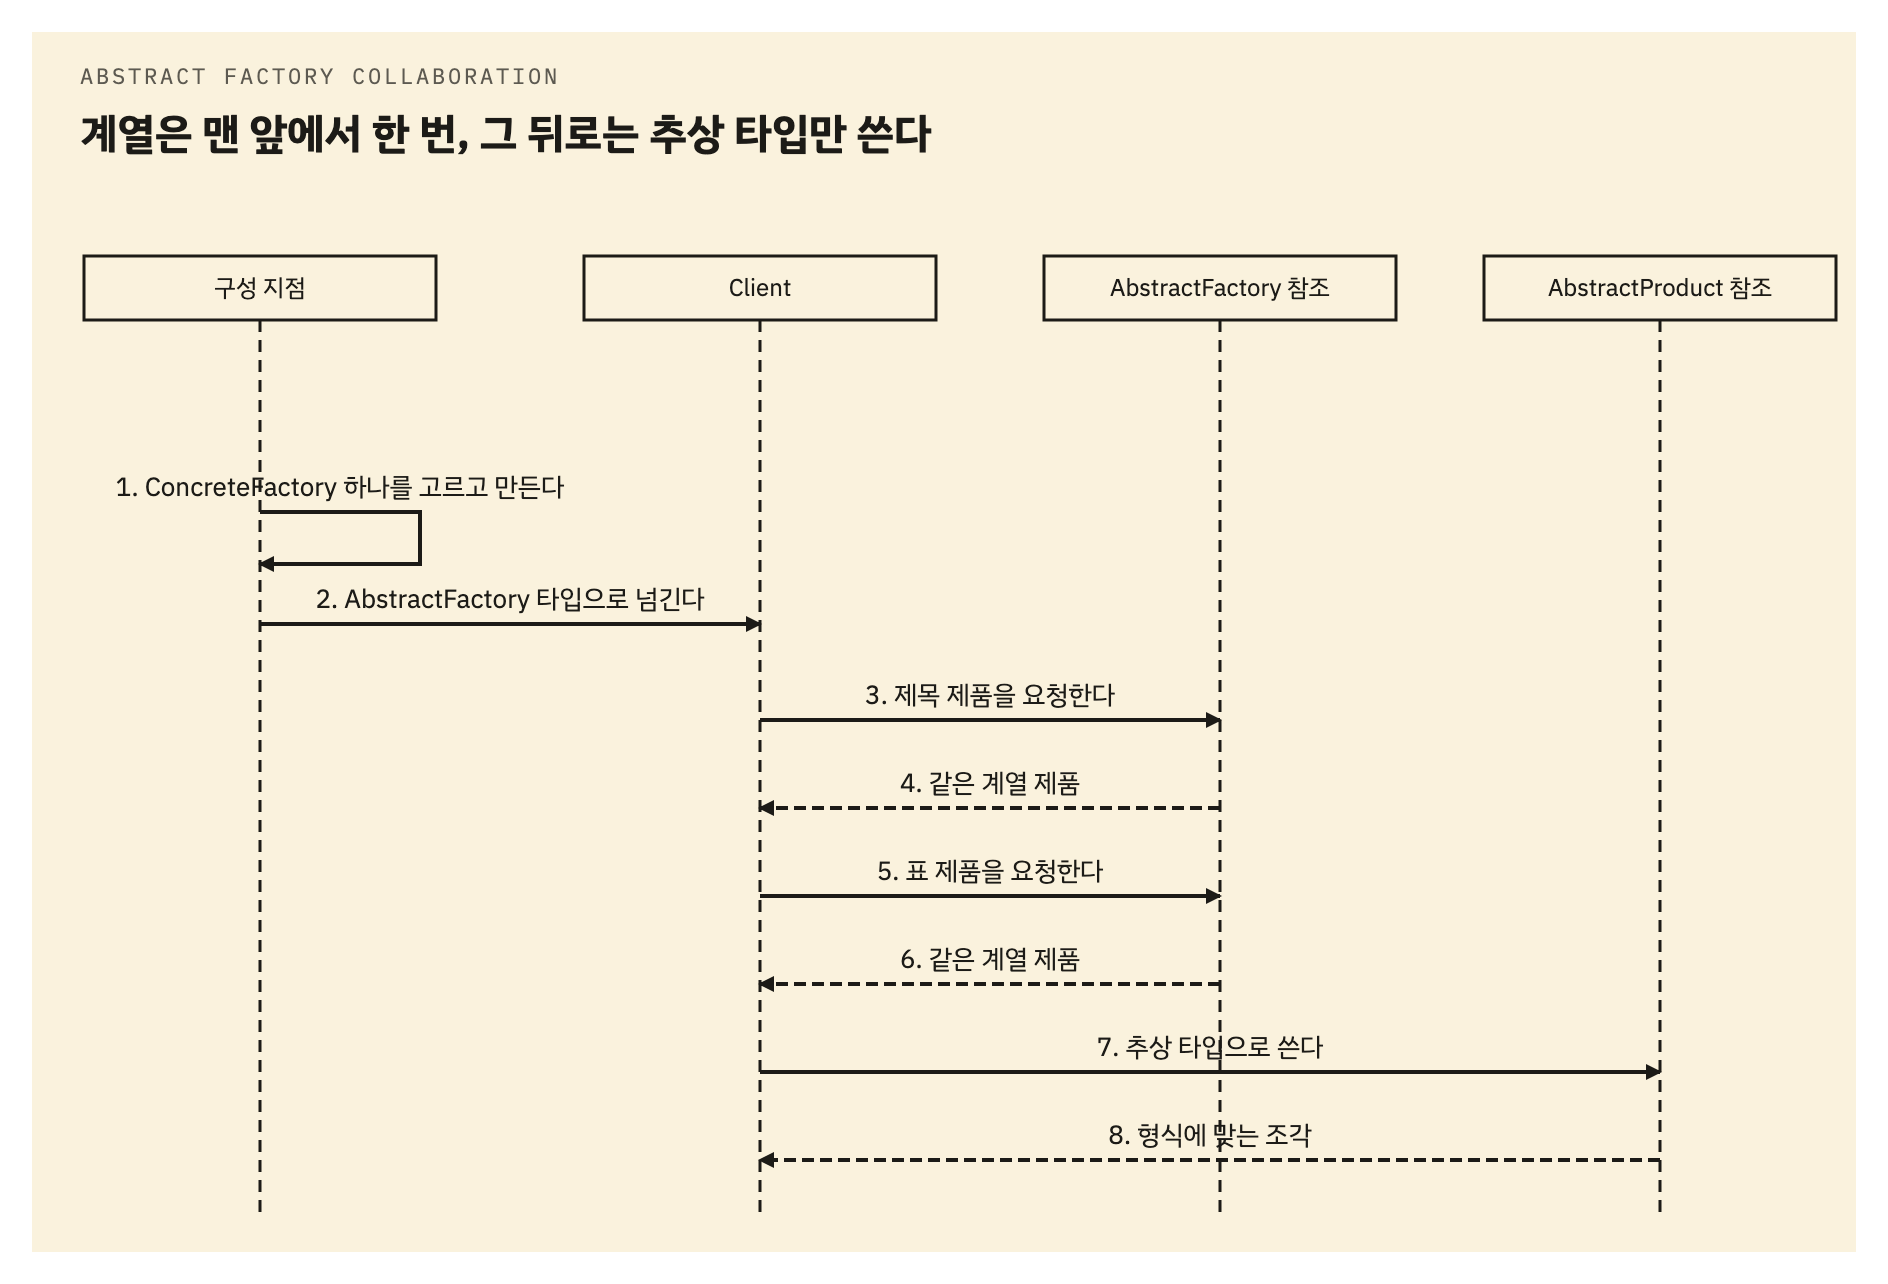 ABSTRACT FACTORY COLLABORATION
계열은 맨 앞에서 한 번, 그 뒤로는 추상 타입만 쓴다
구성 지점
Client
AbstractFactory 참조
AbstractProduct 참조
1. ConcreteFactory 하나를 고르고 만든다
2. AbstractFactory 타입으로 넘긴다
3. 제목 제품을 요청한다
4. 같은 계열 제품
5. 표 제품을 요청한다
6. 같은 계열 제품
7. 추상 타입으로 쓴다
8. 형식에 맞는 조각